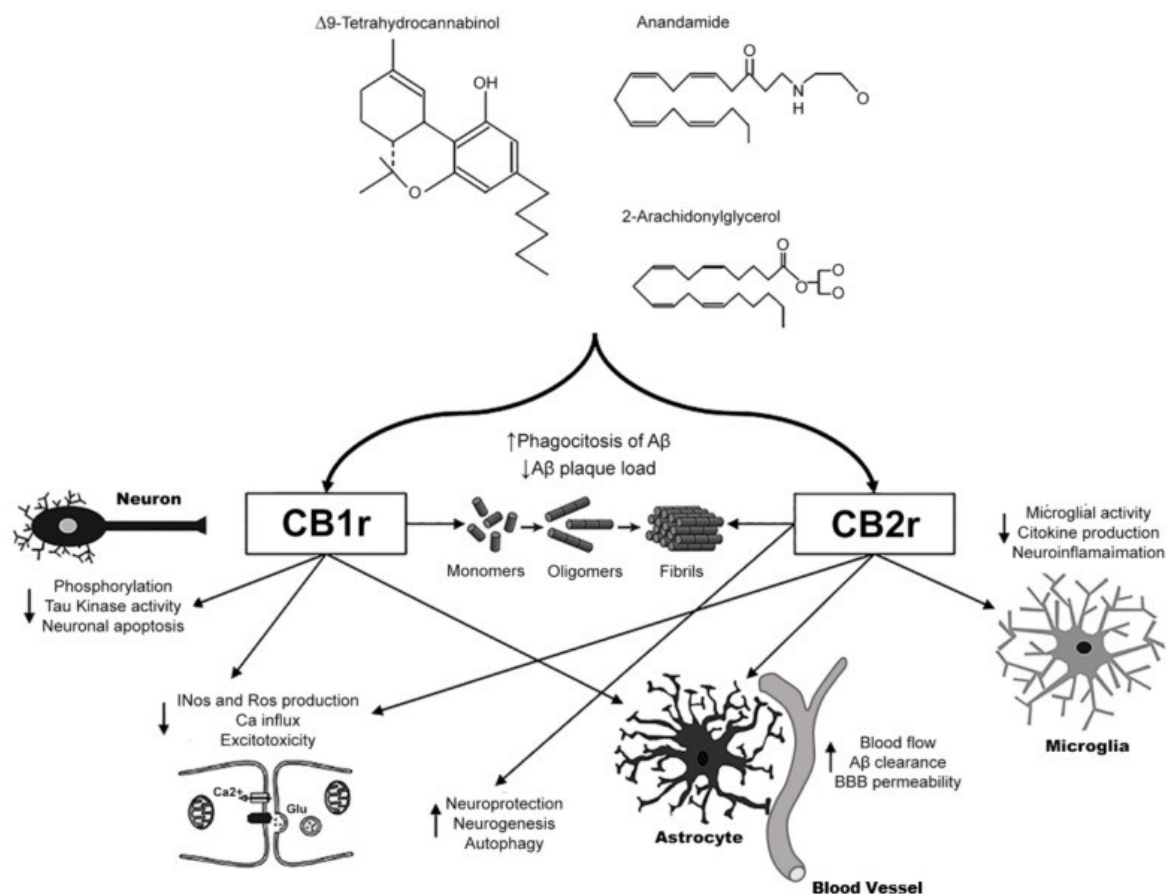 Δ9-Tetrahydrocannabinol
OH
O
Anandamide
O
N
H
O
2-Arachidonylglycerol
O
O
O
O
↑Phagocitosis of Aβ
↓Aβ plaque load
Neuron
CB1r
Monomers
Oligomers
Fibrils
CB2r
Microglial activity
Citokine production
Neuroinflamaimation
Phosphorylation
Tau Kinase activity
Neuronal apoptosis
INos and Ros production
Ca influx
Excitotoxicity
Ca2+
Glu
Neuroprotection
Neurogenesis
Autophagy
Astrocyte
Blood flow
Aβ clearance
BBB permeability
Blood Vessel
Microglia